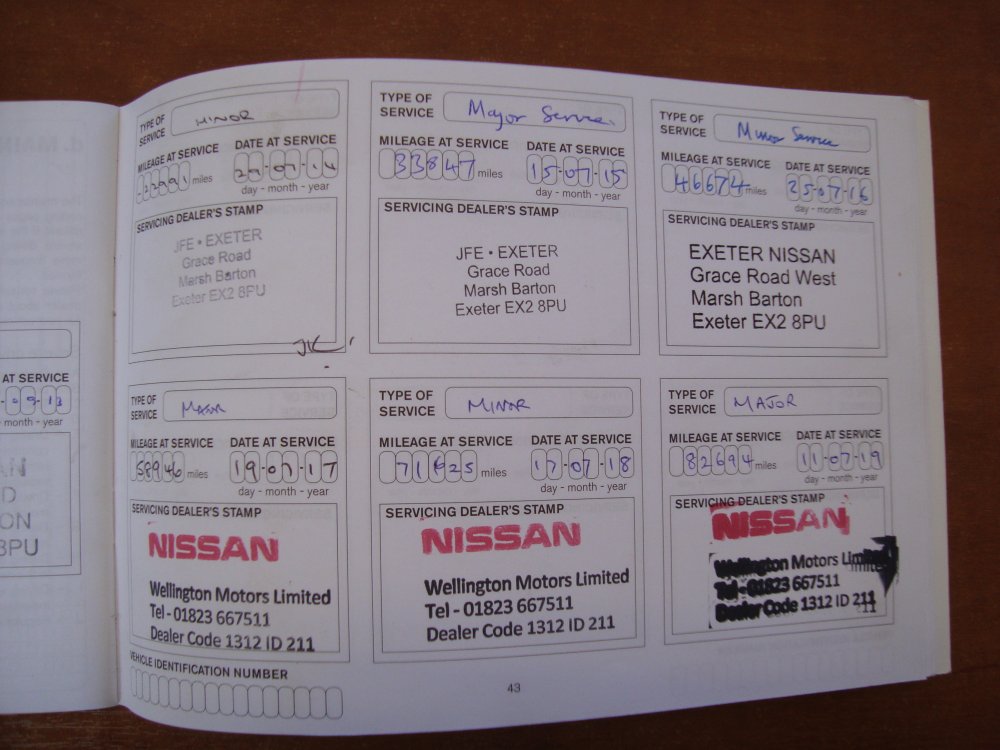 AT SERVICE
09-13
month - year
ON
8PU
TYPE OF SERVICE MINOR
MILEAGE AT SERVICE DATE AT SERVICE
miles 07-14
day - month - year
SERVICING DEALER'S STAMP
JFE • EXETER
Grace Road
Marsh Barton
Exeter EX2 8PU
TYPE OF SERVICE Major Service
MILEAGE AT SERVICE DATE AT SERVICE
33847 miles 15-07-15
day - month - year
SERVICING DEALER'S STAMP
JFE • EXETER
Grace Road
Marsh Barton
Exeter EX2 8PU
TYPE OF SERVICE Minor Service
MILEAGE AT SERVICE DATE AT SERVICE
46674 miles 25-07-16
day - month - year
SERVICING DEALER'S STAMP
EXETER NISSAN
Grace Road West
Marsh Barton
Exeter EX2 8PU
TYPE OF SERVICE MAJOR
MILEAGE AT SERVICE DATE AT SERVICE
58946 miles 19-07-17
day - month - year
SERVICING DEALER'S STAMP
NISSAN
Wellington Motors Limited
Tel - 01823 667511
Dealer Code 1312 ID 211
TYPE OF SERVICE MINOR
MILEAGE AT SERVICE DATE AT SERVICE
71625 miles 17-07-18
day - month - year
SERVICING DEALER'S STAMP
NISSAN
Wellington Motors Limited
Tel - 01823 667511
Dealer Code 1312 ID 211
TYPE OF SERVICE MAJOR
MILEAGE AT SERVICE DATE AT SERVICE
82694 miles 11-07-19
day - month - year
SERVICING DEALER'S STAMP
NISSAN
Wellington Motors Limited
Tel - 01823 667511
Dealer Code 1312 ID 211
VEHICLE IDENTIFICATION NUMBER
43